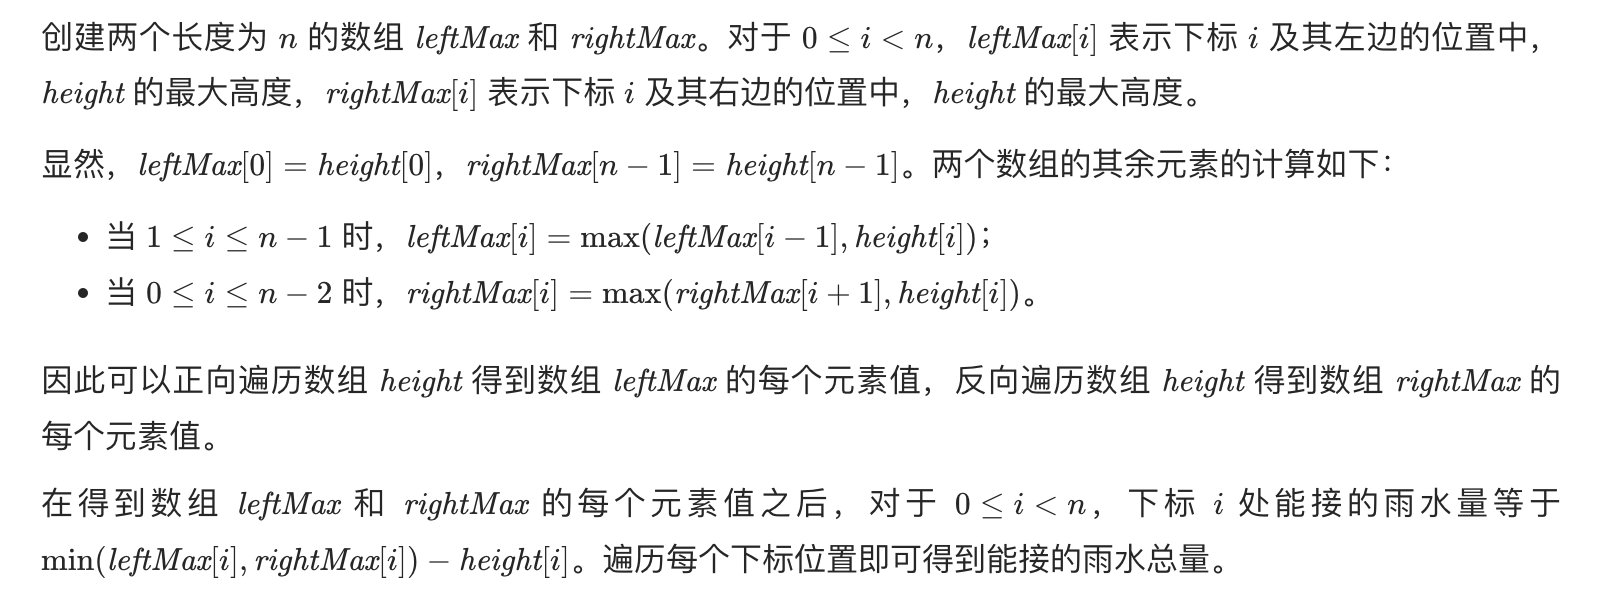 创建两个长度为 n 的数组 leftMax 和 rightMax。对于 0 ≤ i < n，leftMax[i] 表示下标 i 及其左边的位置中，
height 的最大高度，rightMax[i] 表示下标 i 及其右边的位置中，height 的最大高度。
显然，leftMax[0] = height[0]，rightMax[n − 1] = height[n − 1]。两个数组的其余元素的计算如下：
• 当 1 ≤ i ≤ n − 1 时，leftMax[i] = max(leftMax[i − 1], height[i])；
• 当 0 ≤ i ≤ n − 2 时，rightMax[i] = max(rightMax[i + 1], height[i])。
因此可以正向遍历数组 height 得到数组 leftMax 的每个元素值，反向遍历数组 height 得到数组 rightMax 的
每个元素值。
在得到数组 leftMax 和 rightMax 的每个元素值之后，对于 0 ≤ i < n，下标 i 处能接的雨水量等于
min(leftMax[i], rightMax[i]) − height[i]。遍历每个下标位置即可得到能接的雨水总量。